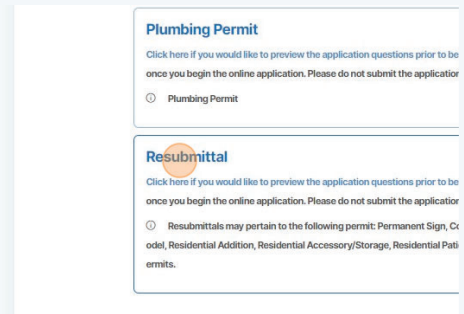 Plumbing Permit
Click here if you would like to preview the application questions prior to be
once you begin the online application. Please do not submit the application
Plumbing Permit
Resubmittal
Click here if you would like to preview the application questions prior to be
once you begin the online application. Please do not submit the application
Resubmittals may pertain to the following permit: Permanent Sign, Co
odel, Residential Addition, Residential Accessory/Storage, Residential Pati
ermits.